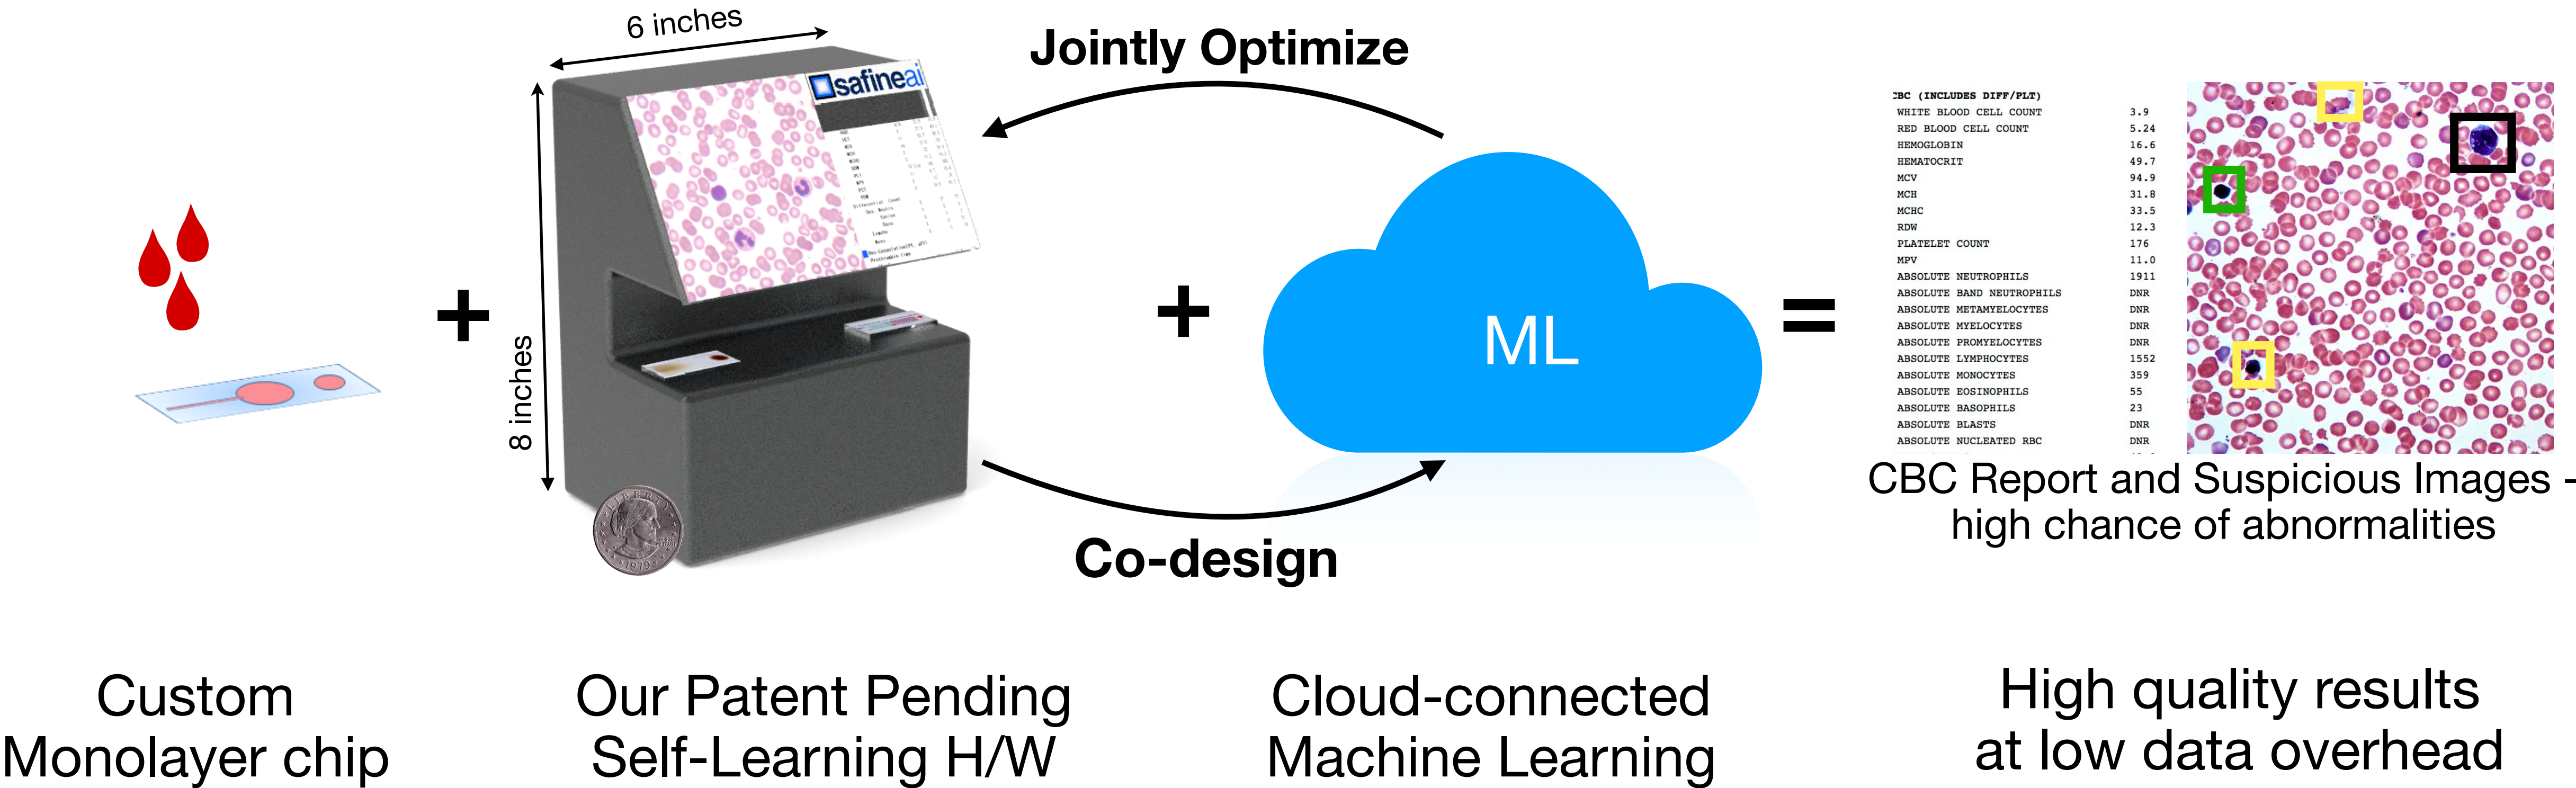 6 inches
8 inches
safineai
Differential Count
LIBERTY
1979
+
Jointly Optimize
Co-design
+
ML
=
CBC (INCLUDES DIFF/PLT)
WHITE BLOOD CELL COUNT 3.9
RED BLOOD CELL COUNT 5.24
HEMOGLOBIN 16.6
HEMATOCRIT 49.7
MCV 94.9
MCH 31.8
MCHC 33.5
RDW 12.3
PLATELET COUNT 176
MPV 11.0
ABSOLUTE NEUTROPHILS 1911
ABSOLUTE BAND NEUTROPHILS DNR
ABSOLUTE METAMYELOCYTES DNR
ABSOLUTE MYELOCYTES DNR
ABSOLUTE PROMYELOCYTES DNR
ABSOLUTE LYMPHOCYTES 1552
ABSOLUTE MONOCYTES 359
ABSOLUTE EOSINOPHILS 55
ABSOLUTE BASOPHILS 23
ABSOLUTE BLASTS DNR
ABSOLUTE NUCLEATED RBC DNR
CBC Report and Suspicious Images -
high chance of abnormalities
Custom
Monolayer chip
Our Patent Pending
Self-Learning H/W
Cloud-connected
Machine Learning
High quality results
at low data overhead